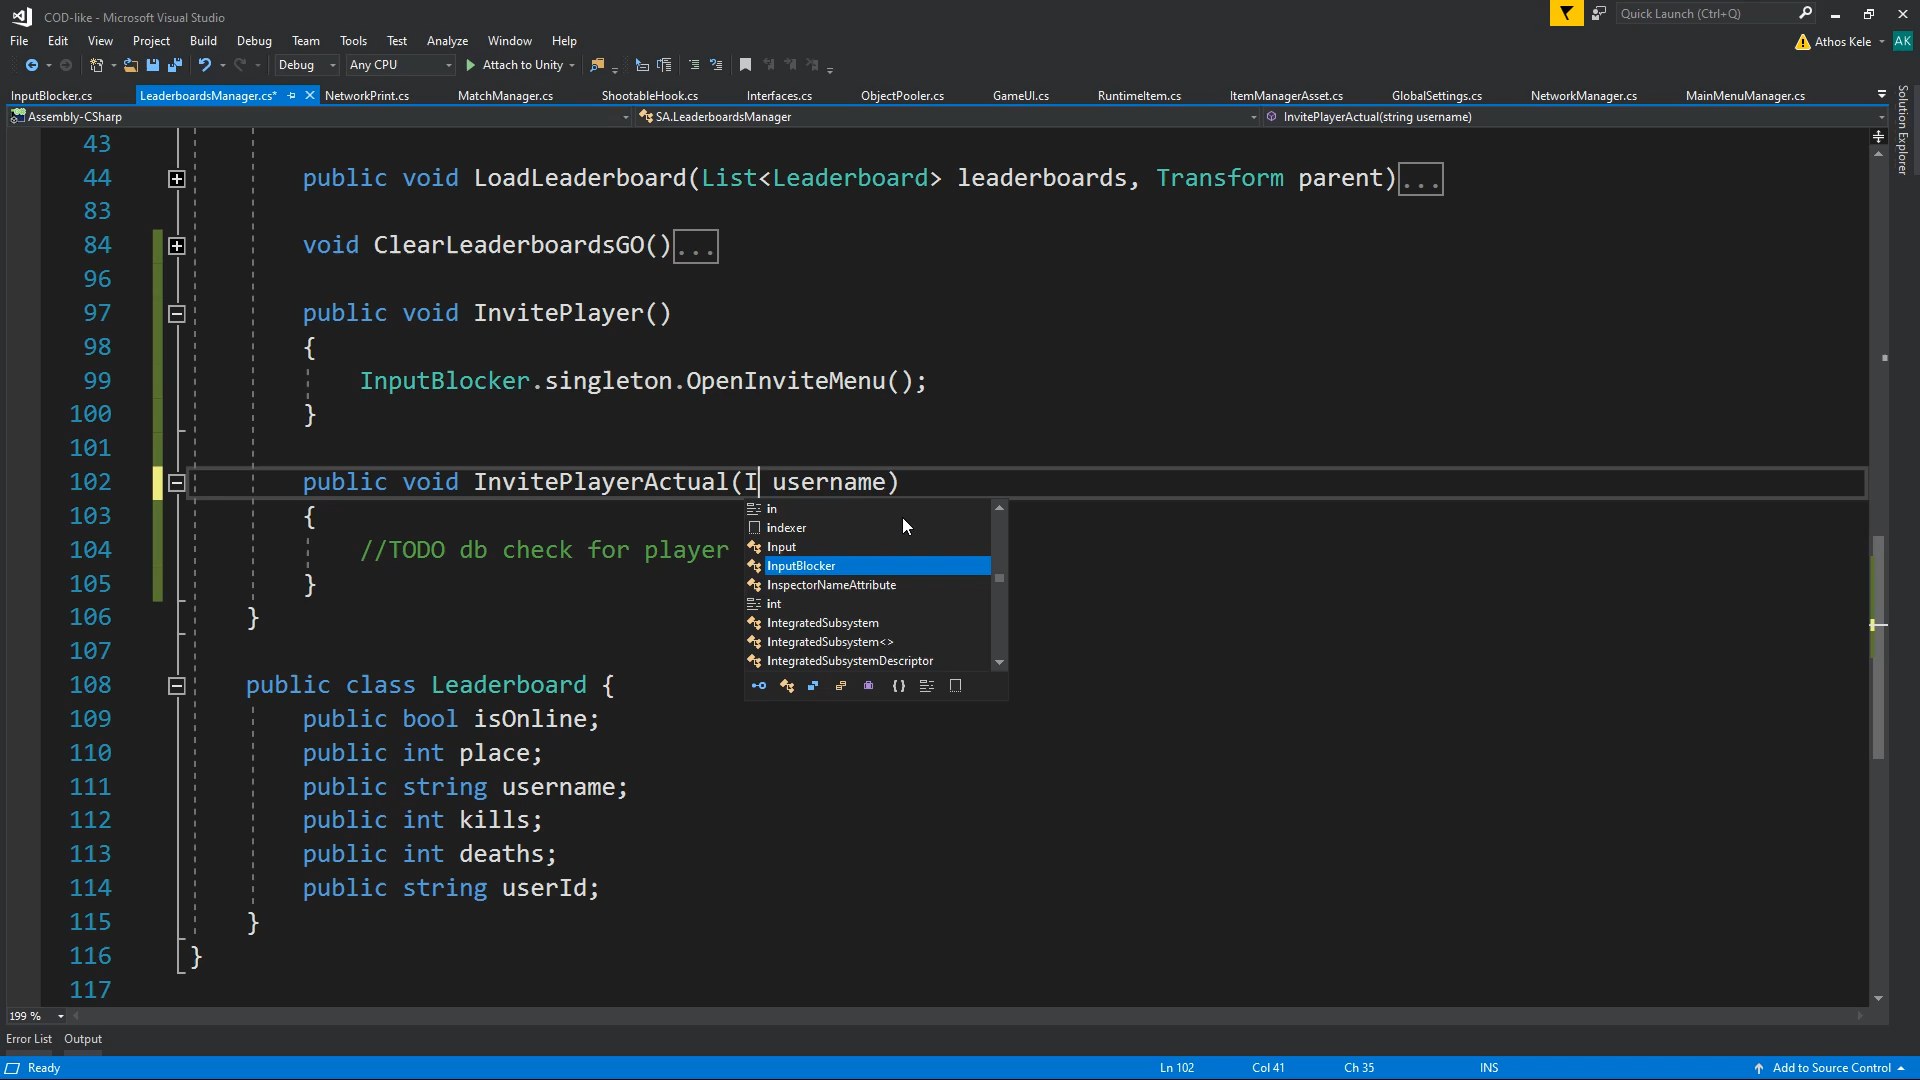 COD-like - Microsoft Visual Studio
Quick Launch (Ctrl+Q)
File Edit View Project Build Debug Team Tools Test Analyze Window Help
Athos Kele AK
Debug Any CPU Attach to Unity
InputBlocker.cs LeaderboardsManager.cs* NetworkPrint.cs MatchManager.cs ShootableHook.cs Interfaces.cs ObjectPooler.cs GameUI.cs RuntimeItem.cs ItemManagerAsset.cs GlobalSettings.cs NetworkManager.cs MainMenuManager.cs
Solution Explorer
Assembly-CSharp SA.LeaderboardsManager InvitePlayerActual(string username)
43
44 public void LoadLeaderboard(List<Leaderboard> leaderboards, Transform parent)...
83
84 void ClearLeaderboardsGO()...
96
97 public void InvitePlayer()
98 {
99 InputBlocker.singleton.OpenInviteMenu();
100 }
101
102 public void InvitePlayerActual(I username)
103 {
104 //TODO db check for player
105 }
106 }
107
108 public class Leaderboard {
109 public bool isOnline;
110 public int place;
111 public string username;
112 public int kills;
113 public int deaths;
114 public string userId;
115 }
116 }
117
in
indexer
Input
InputBlocker
InspectorNameAttribute
int
IntegratedSubsystem
IntegratedSubsystem<>
IntegratedSubsystemDescriptor
199 %
Error List Output
Ready Ln 102 Col 41 Ch 35 INS Add to Source Control